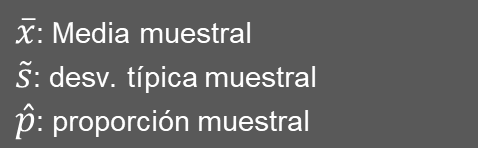 x̄: Media muestral
s̃: desv. típica muestral
p̂: proporción muestral